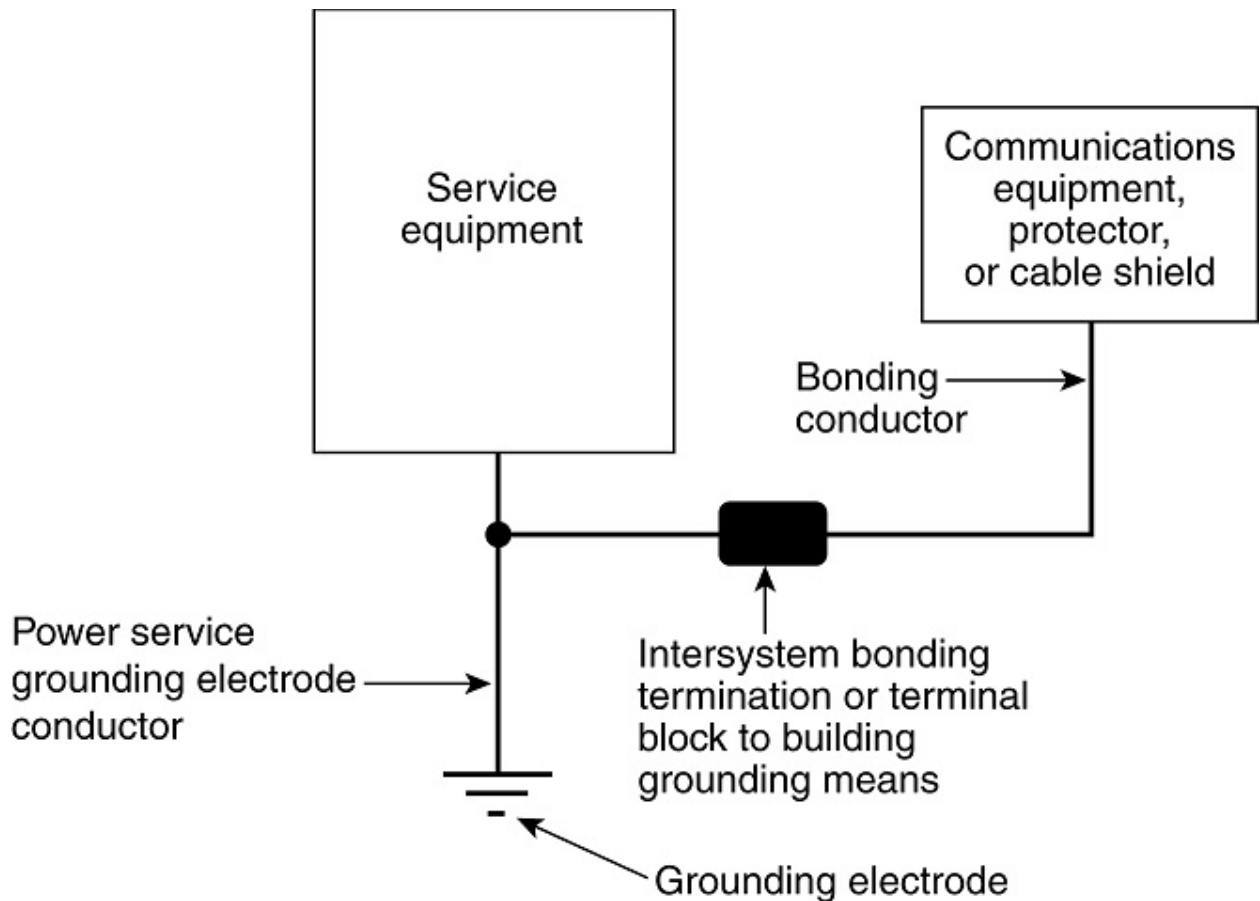 Service
equipment
Communications
equipment,
protector,
or cable shield
Bonding
conductor
Power service
grounding electrode
conductor
Intersystem bonding
termination or terminal
block to building
grounding means
Grounding electrode